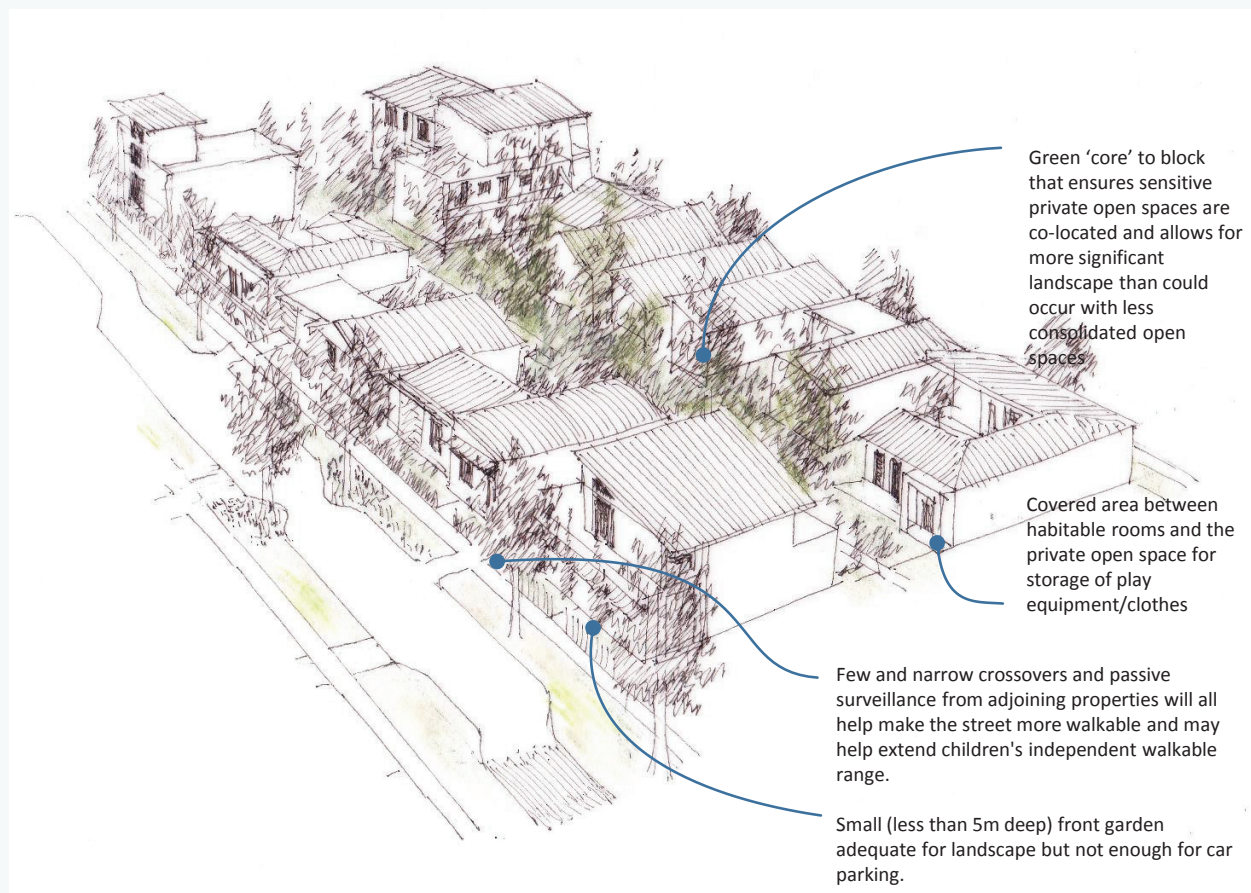 Green ‘core’ to block
that ensures sensitive
private open spaces are
co-located and allows for
more significant
landscape than could
occur with less
consolidated open
spaces
Covered area between
habitable rooms and the
private open space for
storage of play
equipment/clothes
Few and narrow crossovers and passive
surveillance from adjoining properties will all
help make the street more walkable and may
help extend children's independent walkable
range.
Small (less than 5m deep) front garden
adequate for landscape but not enough for car
parking.